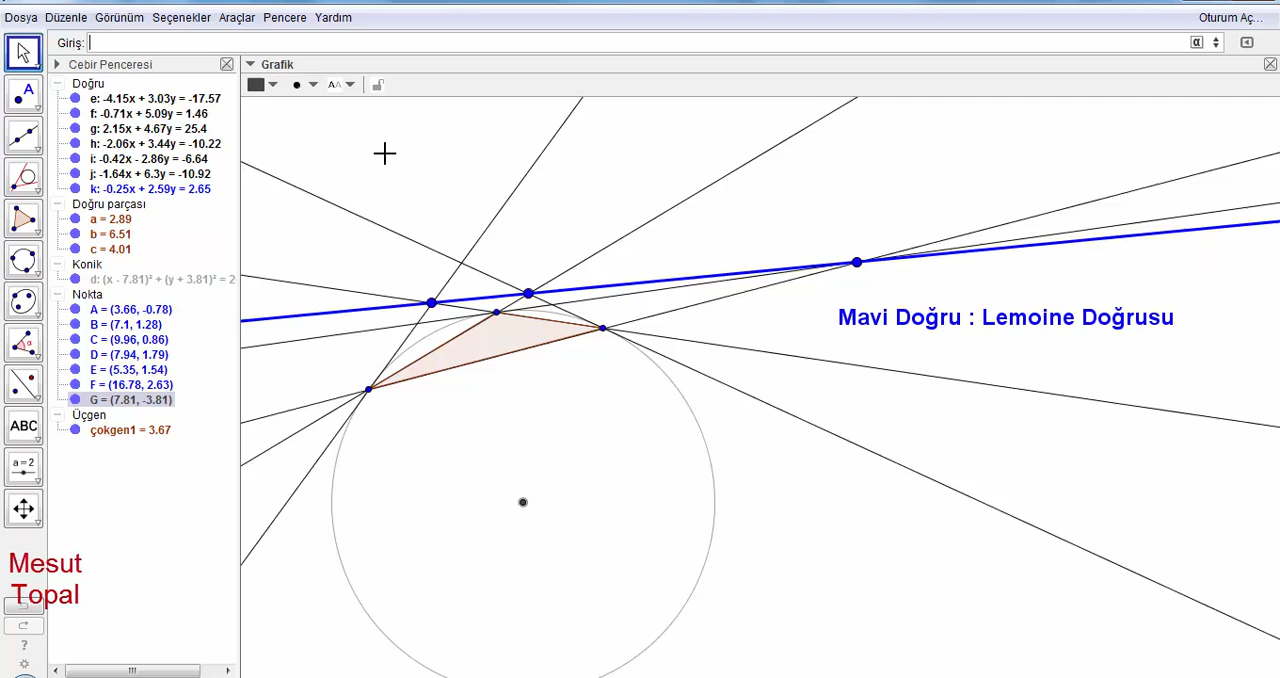 Dosya Düzenle Görünüm Seçenekler Araçlar Pencere Yardım Oturum Aç...
Giriş: α
Cebir Penceresi
Grafik
Doğru
e: -4.15x + 3.03y = -17.57
f: -0.71x + 5.09y = 1.46
g: 2.15x + 4.67y = 25.4
h: -2.06x + 3.44y = -10.22
i: -0.42x - 2.86y = -6.64
j: -1.64x + 6.3y = -10.92
k: -0.25x + 2.59y = 2.65
Doğru parçası
a = 2.89
b = 6.51
c = 4.01
Konik
d: (x - 7.81)² + (y + 3.81)² = 2
Nokta
A = (3.66, -0.78)
B = (7.1, 1.28)
C = (9.96, 0.86)
D = (7.94, 1.79)
E = (5.35, 1.54)
F = (16.78, 2.63)
G = (7.81, -3.81)
Üçgen
çokgen1 = 3.67
A
α
ABC
a=2
AA
Mavi Doğru : Lemoine Doğrusu
Mesut
Topal
?